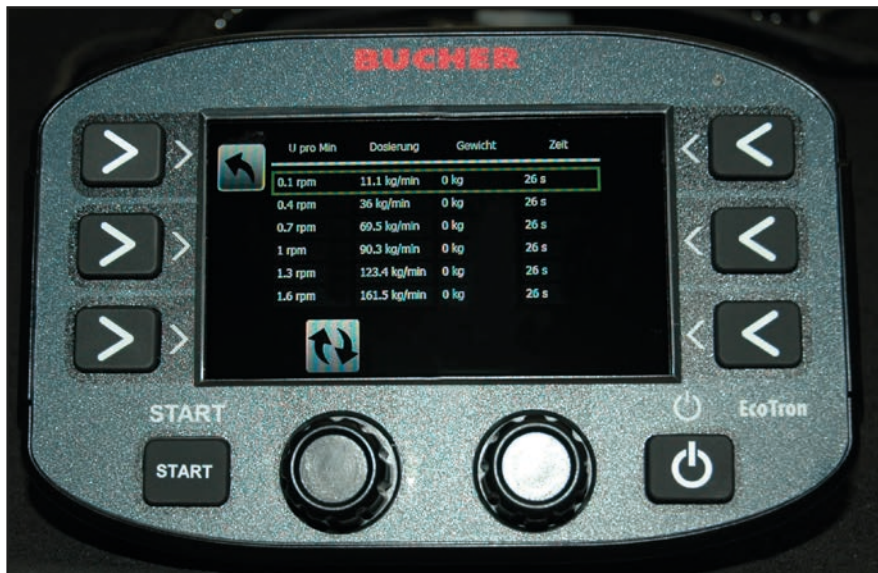 BUCHER
U pro Min Dosierung Gewicht Zeit
0.1 rpm 11.1 kg/min 0 kg 26 s
0.4 rpm 36 kg/min 0 kg 26 s
0.7 rpm 69.5 kg/min 0 kg 26 s
1 rpm 90.3 kg/min 0 kg 26 s
1.3 rpm 123.4 kg/min 0 kg 26 s
1.6 rpm 161.5 kg/min 0 kg 26 s
START EcoTron
START